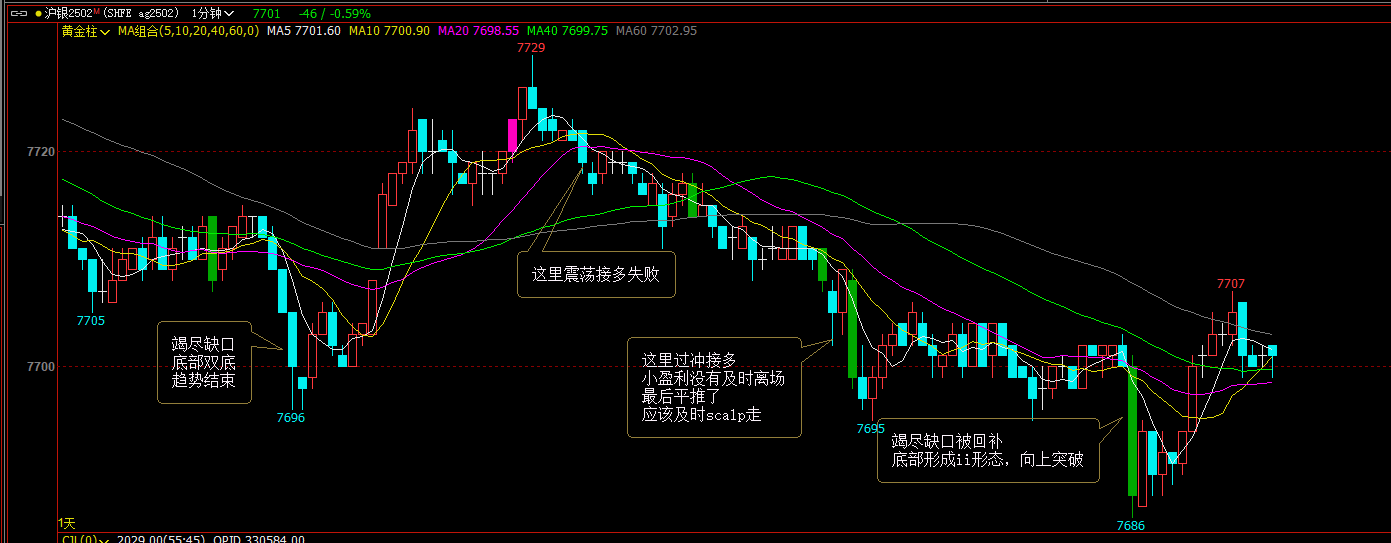 沪银2502M (SHFE ag2502) 1分钟 7701 -46 / -0.59%
黄金柱 MA组合(5,10,20,40,60,0) MA5 7701.60 MA10 7700.90 MA20 7698.55 MA40 7699.75 MA60 7702.95
7729
7720
这里震荡接多失败
7707
7705
竭尽缺口
底部双底
趋势结束
这里过冲接多
小盈利没有及时离场
最后平推了
应该及时scalp走
7700
7696
7695
竭尽缺口被回补
底部形成ii形态，向上突破
7686
1天
CJL(0) 2029.00(55:45) OPID 330584.00